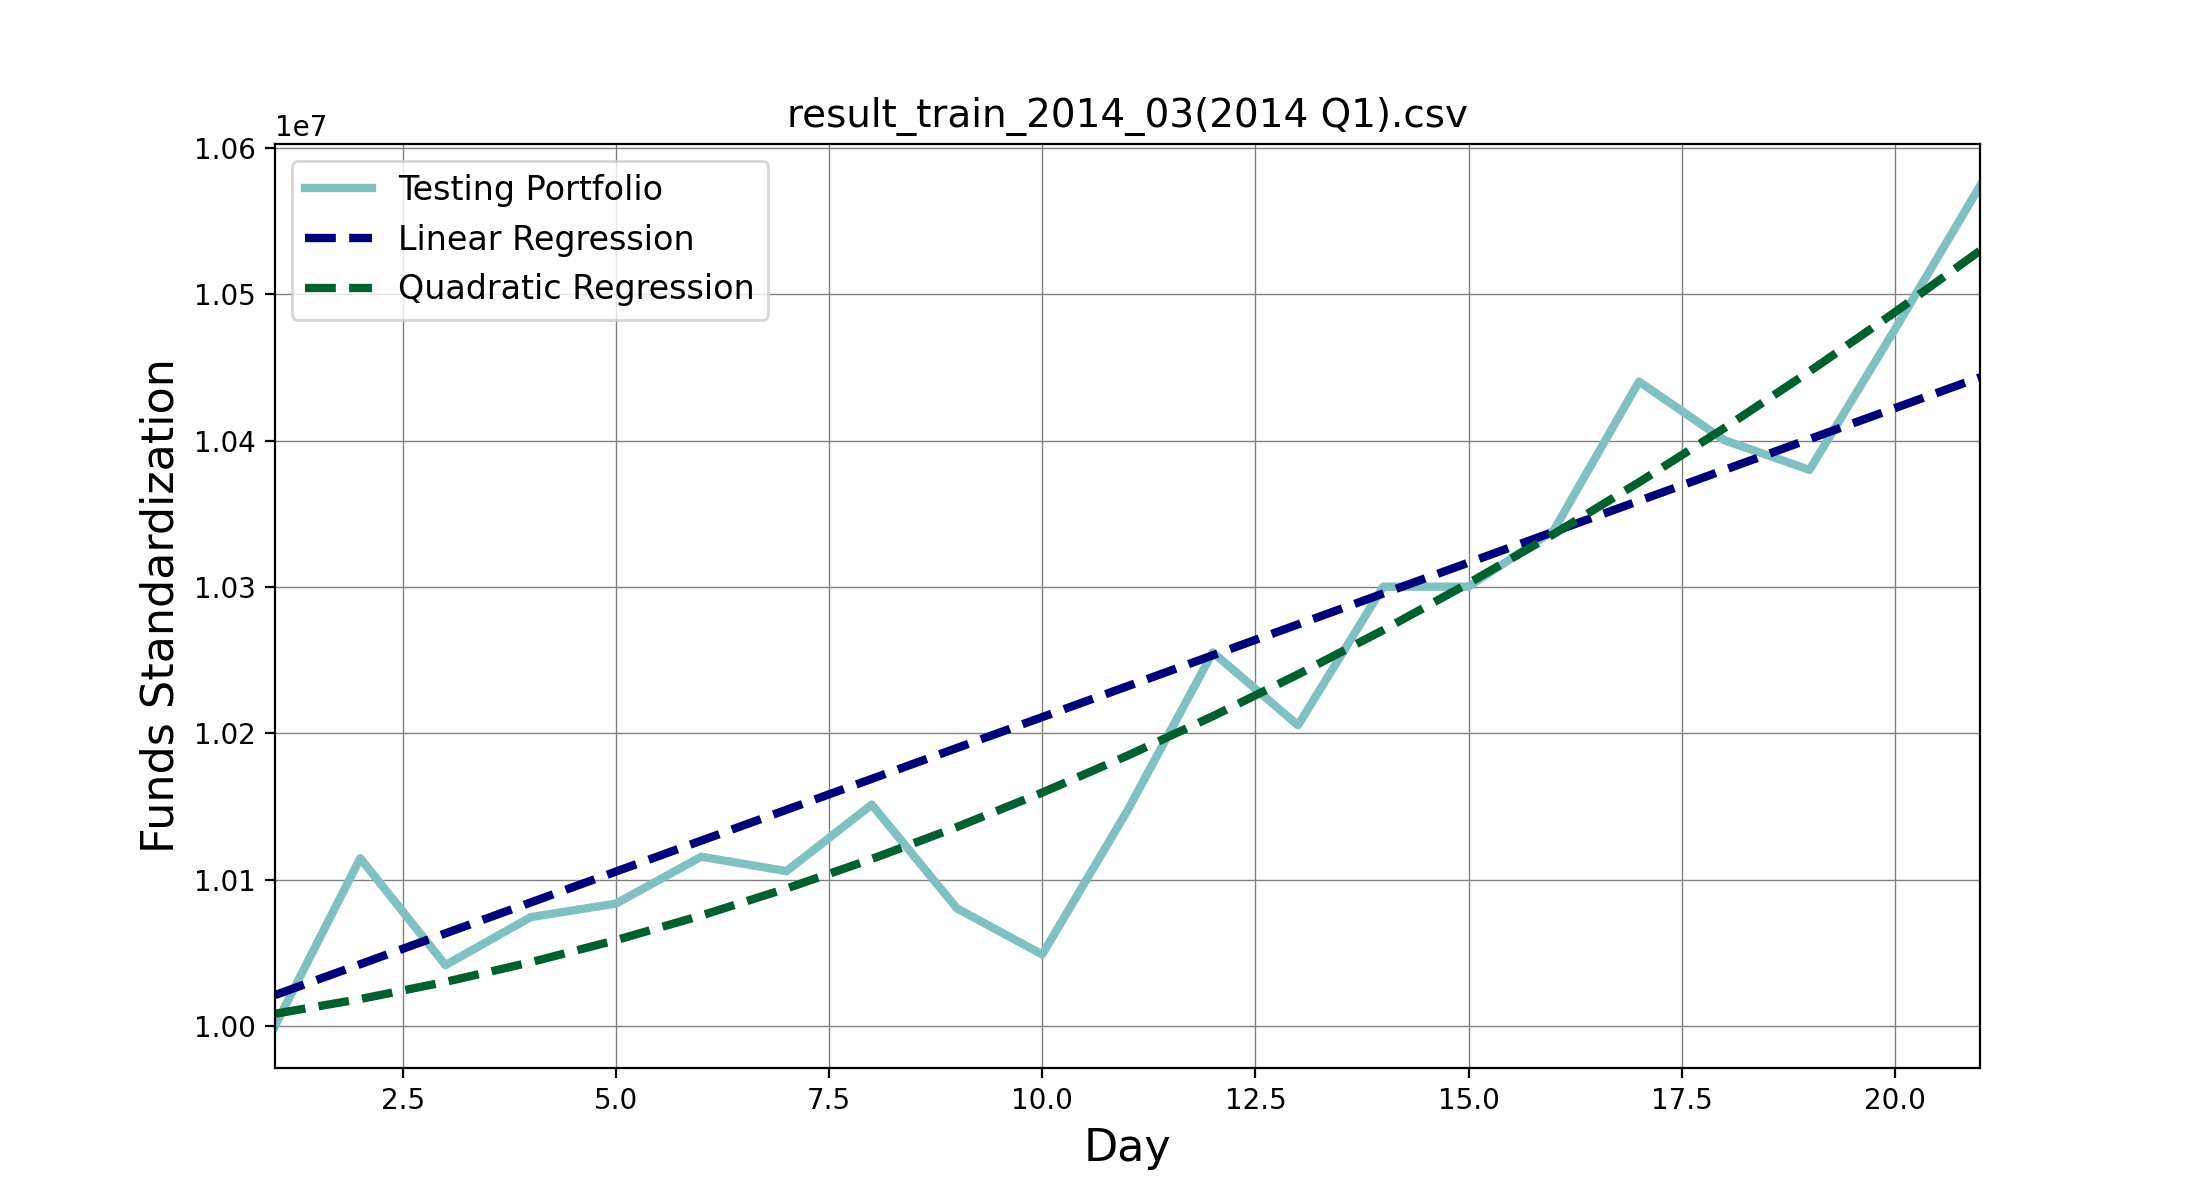 result_train_2014_03(2014 Q1).csv
1e7
1.06
1.05
1.04
1.03
1.02
1.01
1.00
Funds Standardization
Testing Portfolio
Linear Regression
Quadratic Regression
2.5 5.0 7.5 10.0 12.5 15.0 17.5 20.0
Day